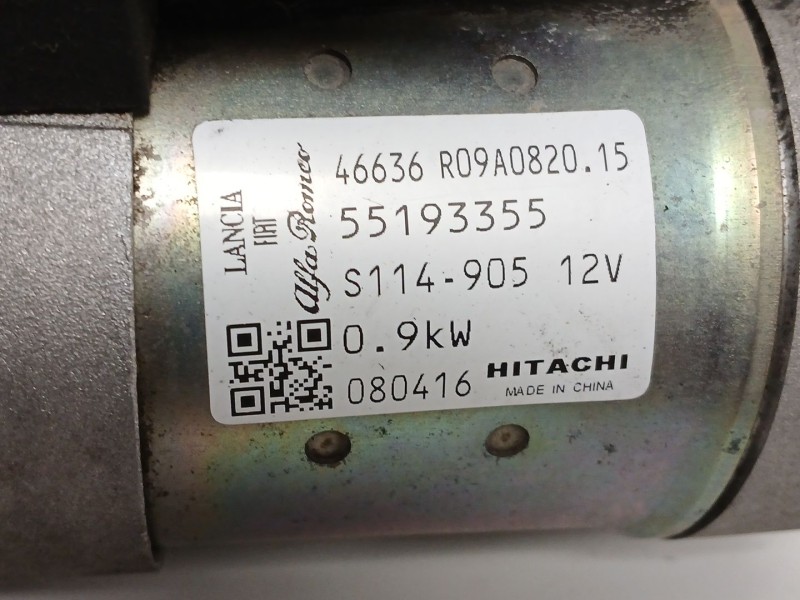 LANCIA
FIAT
Alfa Romeo
46636 R09A0820.15
55193355
S114-905 12V
0.9kW
080416 HITACHI
MADE IN CHINA